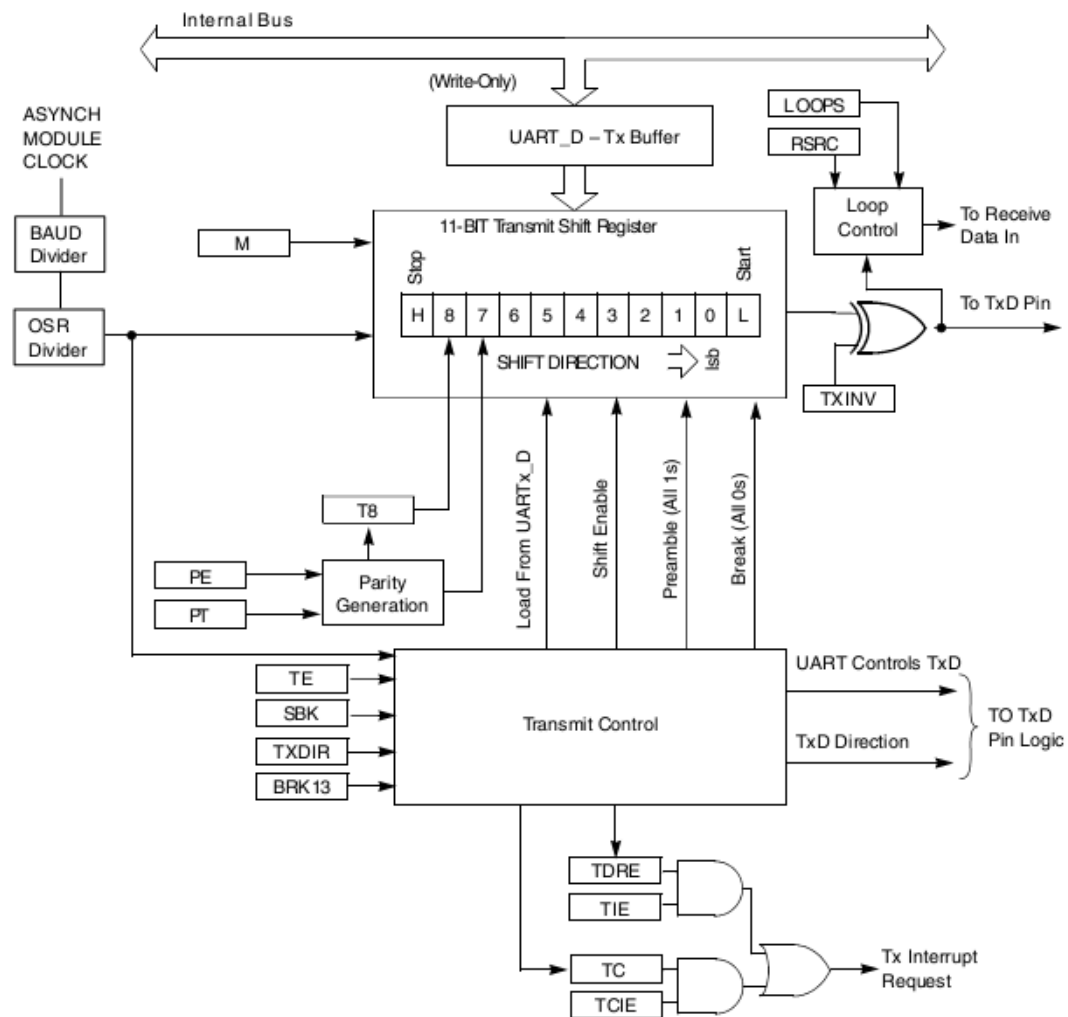 Internal Bus
(Write-Only)
ASYNCH
MODULE
CLOCK
UART_D – Tx Buffer
LOOPS
RSRC
BAUD
Divider
M
11-BIT Transmit Shift Register
Loop
Control
To Receive
Data In
Stop
Start
H 8 7 6 5 4 3 2 1 0 L
To TxD Pin
OSR
Divider
SHIFT DIRECTION
lsb
TXINV
Load From UARTx_D
Shift Enable
Preamble (All 1s)
Break (All 0s)
T8
PE
PT
Parity
Generation
TE
SBK
TXDIR
BRK13
Transmit Control
UART Controls TxD
TxD Direction
TO TxD
Pin Logic
TDRE
TIE
TC
TCIE
Tx Interrupt
Request